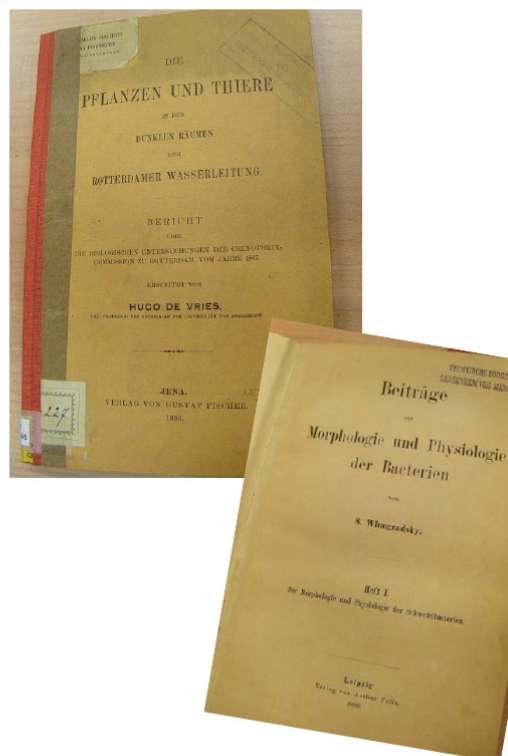 DIE
PFLANZEN UND THIERE
IN DEN
DUNKLEN RÄUMEN
DER
ROTTERDAMER WASSERLEITUNG.
BERICHT
ÜBER
DIE BIOLOGISCHEN UNTERSUCHUNGEN DER CRENOTHRIX-
COMMISSION ZU ROTTERDAM, VOM JAHRE 1887.
ERSTATTET VON
HUGO DE VRIES,
JENA.
VERLAG VON GUSTAV FISCHER.
1890.
227
Beiträge
zur
Morphologie und Physiologie
der Bacterien
von
S. Winogradsky.
Heft I.
Zur Morphologie und Physiologie der Schwefelbacterien
Leipzig
Verlag von Arthur Felix.
1888.